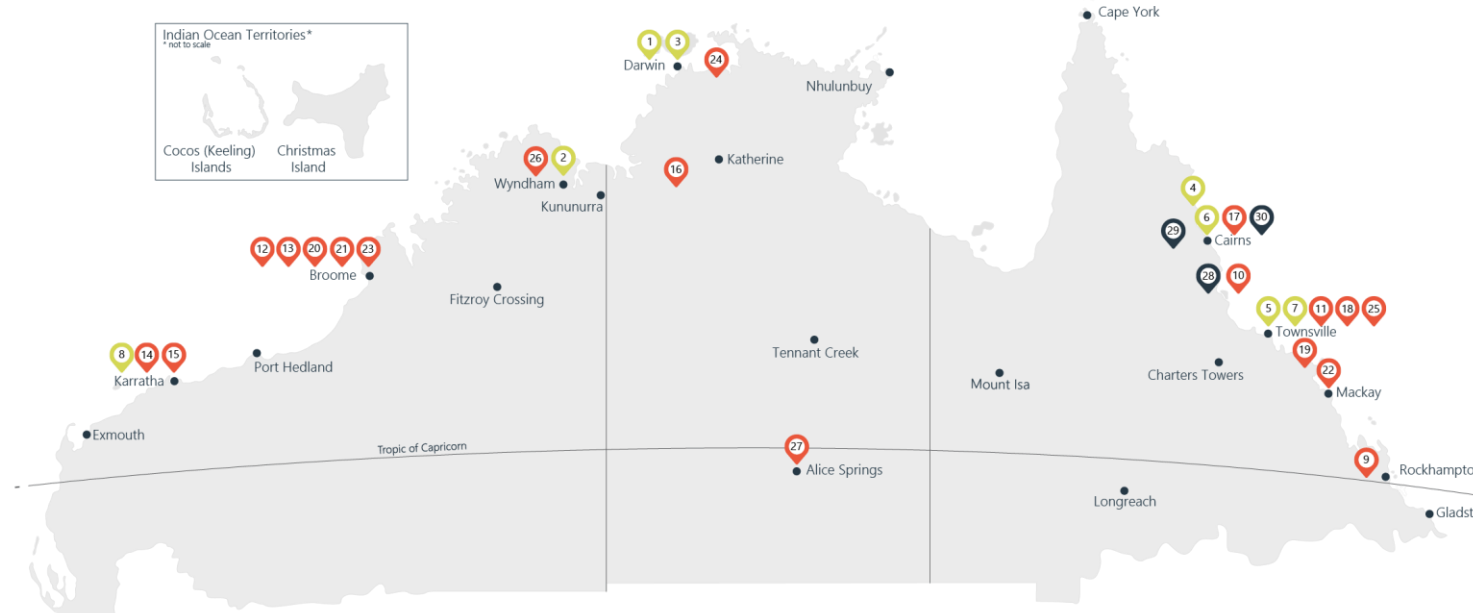 Cape York
Indian Ocean Territories*
* not to scale
1
3
Darwin
24
Nhulunbuy
Cocos (Keeling)
Islands
Christmas
Island
26
2
Katherine
16
Wyndham
Kununurra
4
6
17
30
29
Cairns
12
13
20
21
23
Broome
28
10
Fitzroy Crossing
5
7
11
18
25
Townsville
8
14
15
Karratha
Port Hedland
Tennant Creek
19
Mount Isa
Charters Towers
22
Mackay
Exmouth
Tropic of Capricorn
27
Alice Springs
9
Rockhampto
Longreach
Gladst